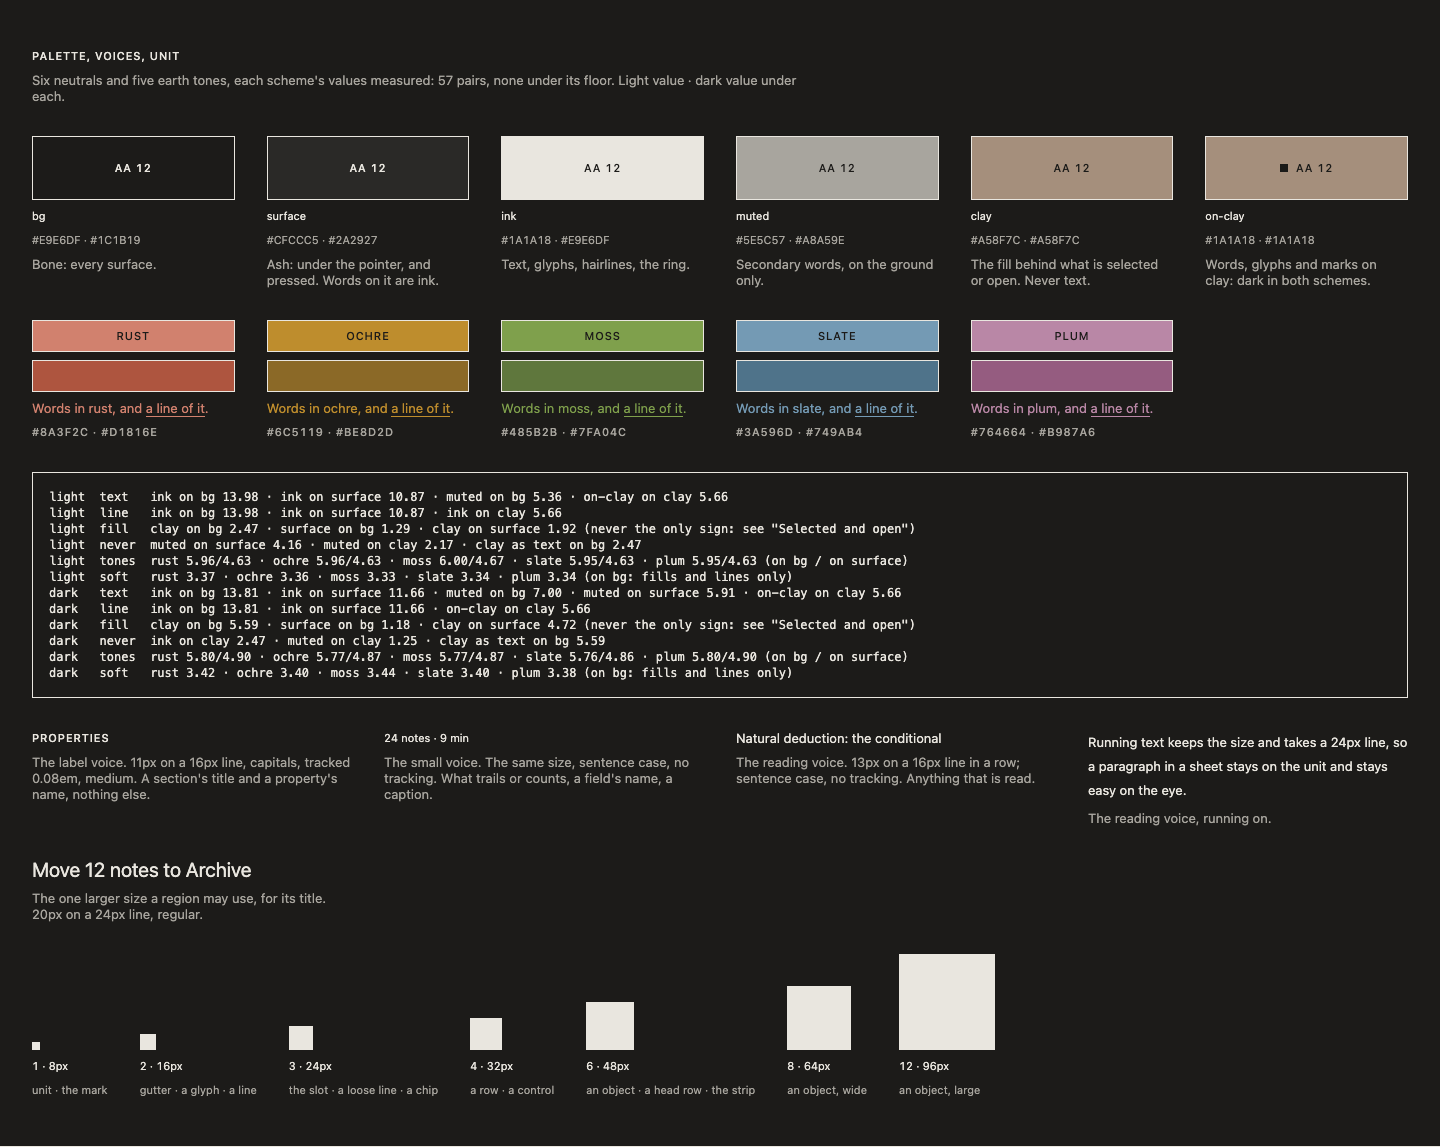 PALETTE, VOICES, UNIT
Six neutrals and five earth tones, each scheme's values measured: 57 pairs, none under its floor. Light value · dark value under
each.
AA 12
AA 12
AA 12
AA 12
AA 12
AA 12
bg
surface
ink
muted
clay
on-clay
#E9E6DF · #1C1B19
#CFCCC5 · #2A2927
#1A1A18 · #E9E6DF
#5E5C57 · #A8A59E
#A58F7C · #A58F7C
#1A1A18 · #1A1A18
Bone: every surface.
Ash: under the pointer, and
pressed. Words on it are ink.
Text, glyphs, hairlines, the ring.
Secondary words, on the ground
only.
The fill behind what is selected
or open. Never text.
Words, glyphs and marks on
clay: dark in both schemes.
RUST
OCHRE
MOSS
SLATE
PLUM
Words in rust, and a line of it.
Words in ochre, and a line of it.
Words in moss, and a line of it.
Words in slate, and a line of it.
Words in plum, and a line of it.
#8A3F2C · #D1816E
#6C5119 · #BE8D2D
#485B2B · #7FA04C
#3A596D · #749AB4
#764664 · #B987A6
light  text   ink on bg 13.98 · ink on surface 10.87 · muted on bg 5.36 · on-clay on clay 5.66
light  line   ink on bg 13.98 · ink on surface 10.87 · ink on clay 5.66
light  fill   clay on bg 2.47 · surface on bg 1.29 · clay on surface 1.92 (never the only sign: see "Selected and open")
light  never  muted on surface 4.16 · muted on clay 2.17 · clay as text on bg 2.47
light  tones  rust 5.96/4.63 · ochre 5.96/4.63 · moss 6.00/4.67 · slate 5.95/4.63 · plum 5.95/4.63 (on bg / on surface)
light  soft   rust 3.37 · ochre 3.36 · moss 3.33 · slate 3.34 · plum 3.34 (on bg: fills and lines only)
dark   text   ink on bg 13.81 · ink on surface 11.66 · muted on bg 7.00 · muted on surface 5.91 · on-clay on clay 5.66
dark   line   ink on bg 13.81 · ink on surface 11.66 · on-clay on clay 5.66
dark   fill   clay on bg 5.59 · surface on bg 1.18 · clay on surface 4.72 (never the only sign: see "Selected and open")
dark   never  ink on clay 2.47 · muted on clay 1.25 · clay as text on bg 5.59
dark   tones  rust 5.80/4.90 · ochre 5.77/4.87 · moss 5.77/4.87 · slate 5.76/4.86 · plum 5.80/4.90 (on bg / on surface)
dark   soft   rust 3.42 · ochre 3.40 · moss 3.44 · slate 3.40 · plum 3.38 (on bg: fills and lines only)
PROPERTIES
The label voice. 11px on a 16px line, capitals, tracked
0.08em, medium. A section's title and a property's
name, nothing else.
24 notes · 9 min
The small voice. The same size, sentence case, no
tracking. What trails or counts, a field's name, a
caption.
Natural deduction: the conditional
The reading voice. 13px on a 16px line in a row;
sentence case, no tracking. Anything that is read.
Running text keeps the size and takes a 24px line, so
a paragraph in a sheet stays on the unit and stays
easy on the eye.
The reading voice, running on.
Move 12 notes to Archive
The one larger size a region may use, for its title.
20px on a 24px line, regular.
1 · 8px
2 · 16px
3 · 24px
4 · 32px
6 · 48px
8 · 64px
12 · 96px
unit · the mark
gutter · a glyph · a line
the slot · a loose line · a chip
a row · a control
an object · a head row · the strip
an object, wide
an object, large